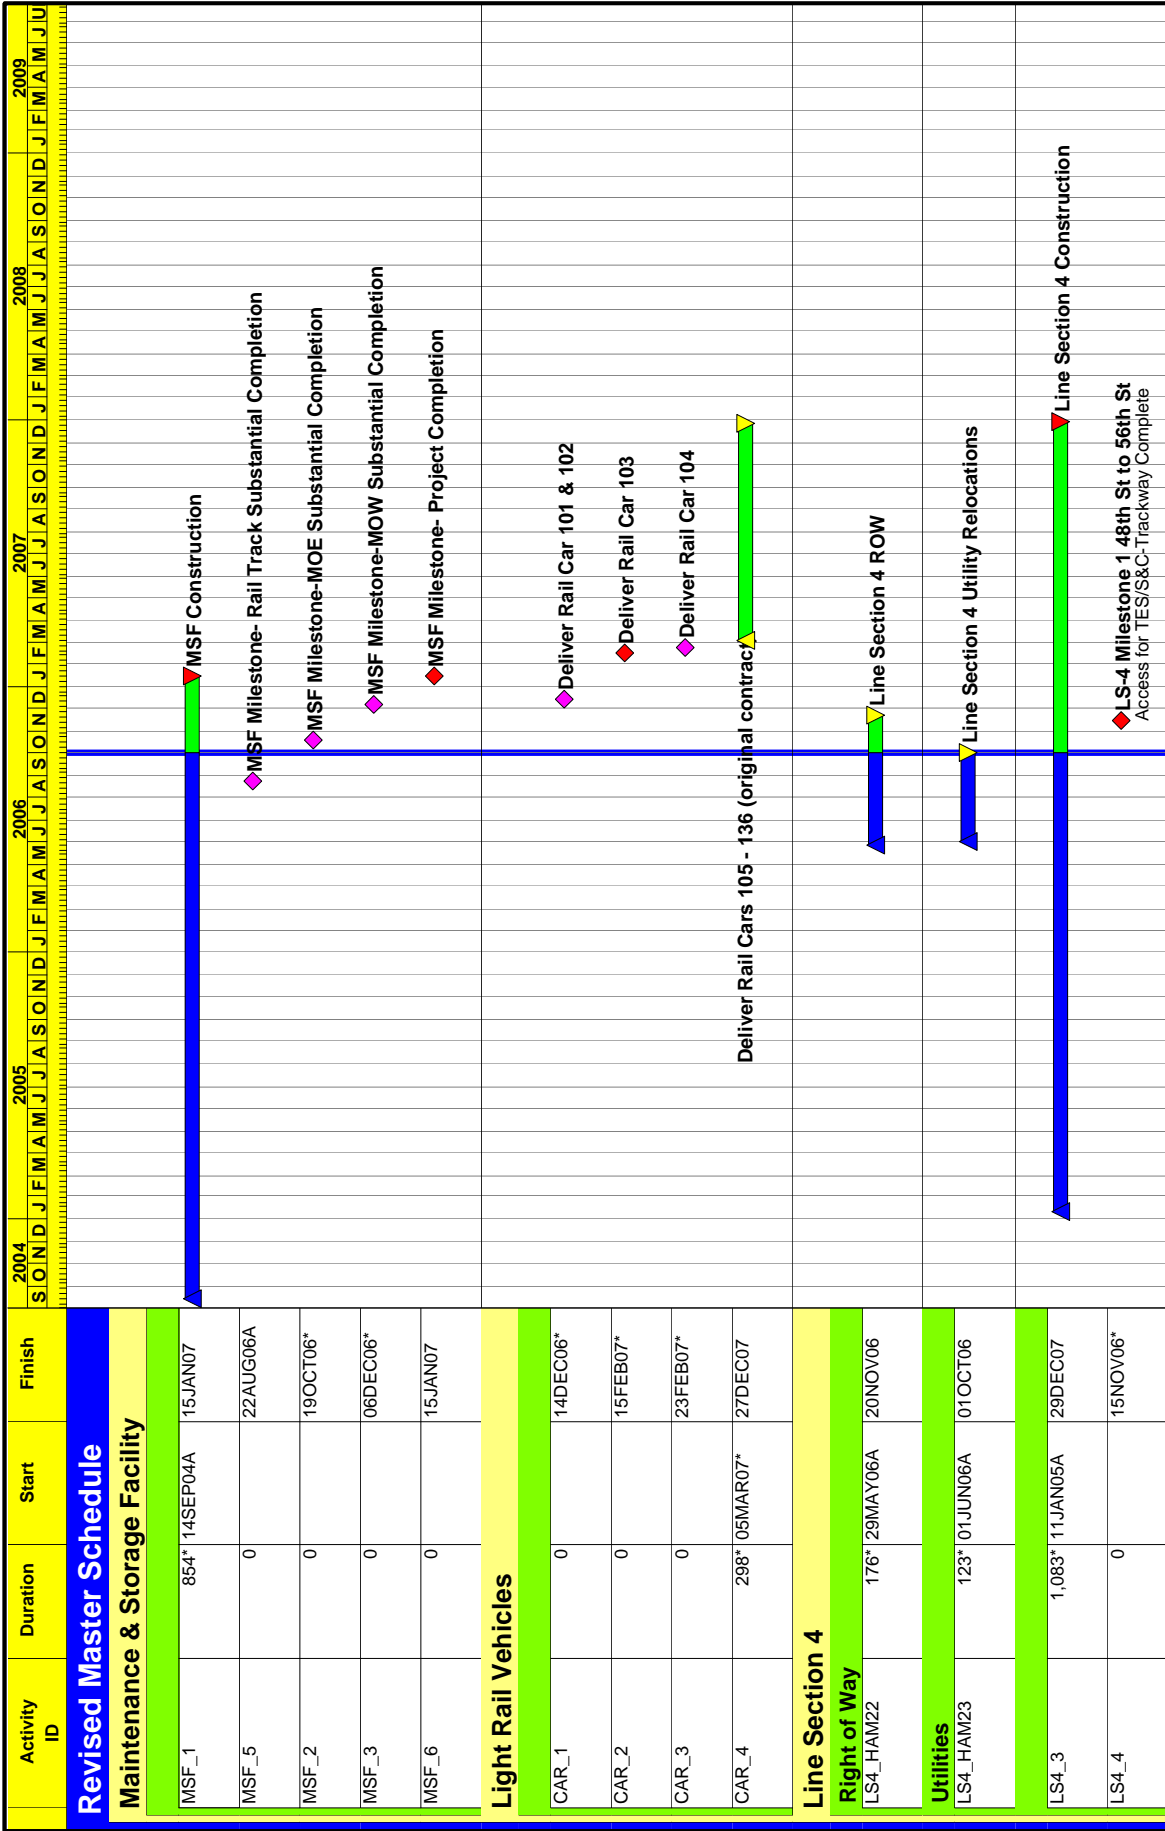 Activity ID Duration Start Finish
2004 2005 2006 2007 2008 2009
S O N D J F M A M J J A S O N D J F M A M J J A S O N D J F M A M J J A S O N D J F M A M J J A S O N D J F M A M J U
Revised Master Schedule
Maintenance & Storage Facility
MSF_1 854* 14SEP04A 15JAN07 MSF Construction
MSF_5 0 22AUG06A MSF Milestone- Rail Track Substantial Completion
MSF_2 0 19OCT06* MSF Milestone-MOE Substantial Completion
MSF_3 0 06DEC06* MSF Milestone-MOW Substantial Completion
MSF_6 0 15JAN07 MSF Milestone- Project Completion
Light Rail Vehicles
CAR_1 0 14DEC06* Deliver Rail Car 101 & 102
CAR_2 0 15FEB07* Deliver Rail Car 103
CAR_3 0 23FEB07* Deliver Rail Car 104
CAR_4 298* 05MAR07* 27DEC07 Deliver Rail Cars 105 - 136 (original contract
Line Section 4
Right of Way
LS4_HAM22 176* 29MAY06A 20NOV06 Line Section 4 ROW
Utilities
LS4_HAM23 123* 01JUN06A 01OCT06 Line Section 4 Utility Relocations
LS4_3 1,083* 11JAN05A 29DEC07 Line Section 4 Construction
LS4_4 0 15NOV06* LS-4 Milestone 1 48th St to 56th St
Access for TES/S&C-Trackway Complete